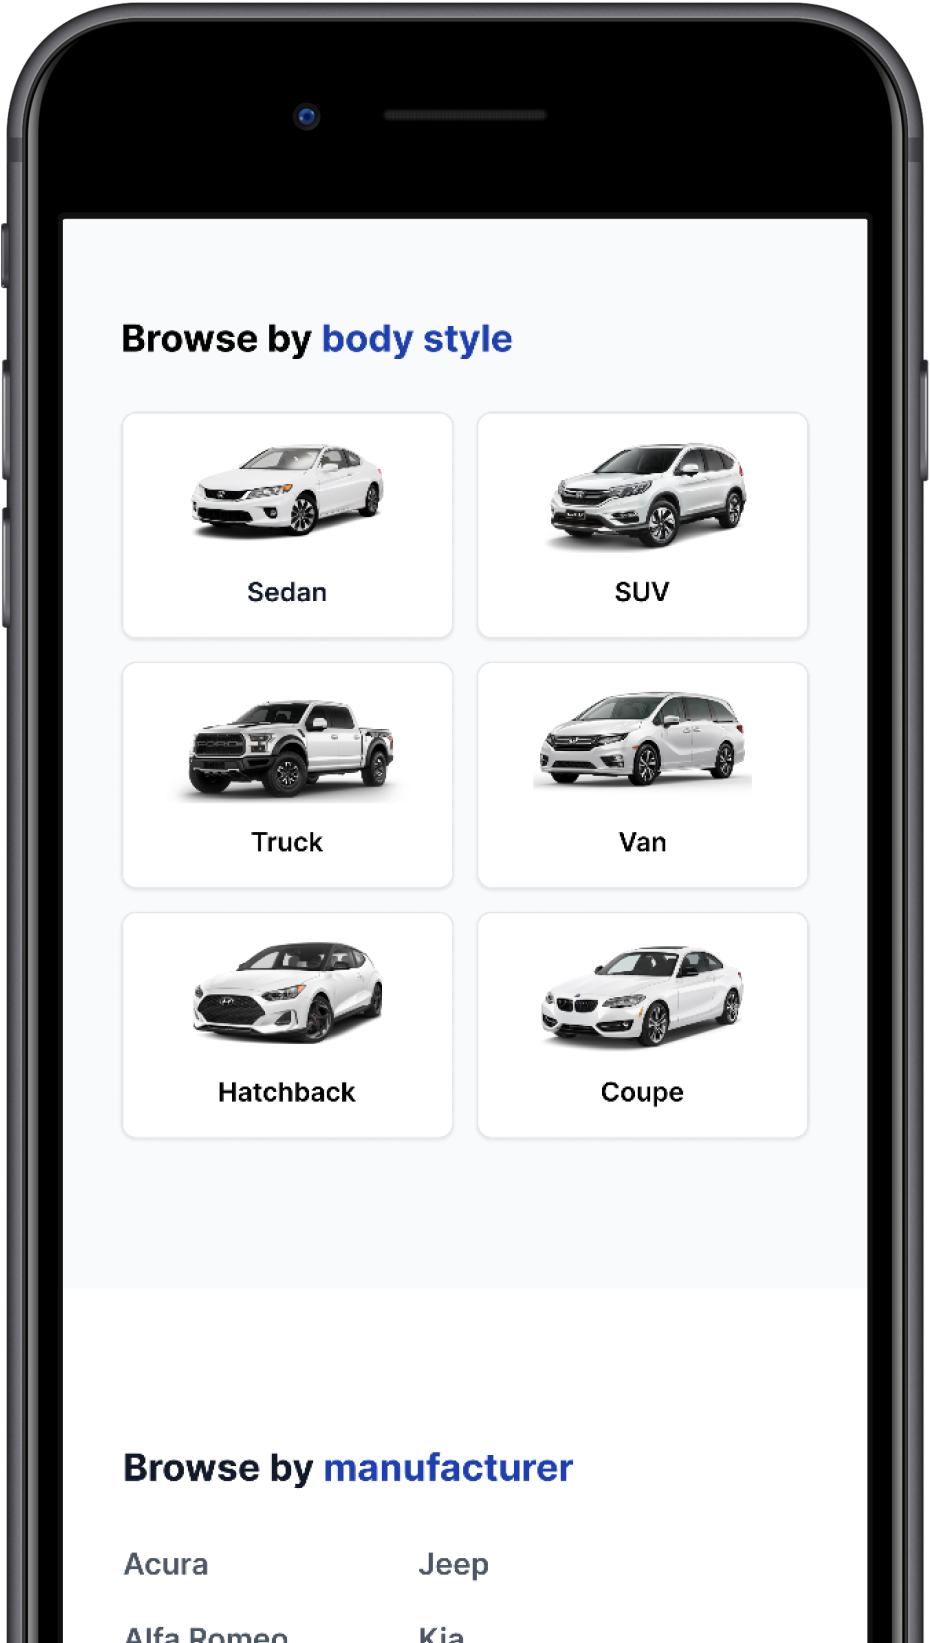 Browse by body style
Sedan
SUV
Truck
Van
Hatchback
Coupe
Browse by manufacturer
Acura
Jeep
Alfa Romeo
Kia